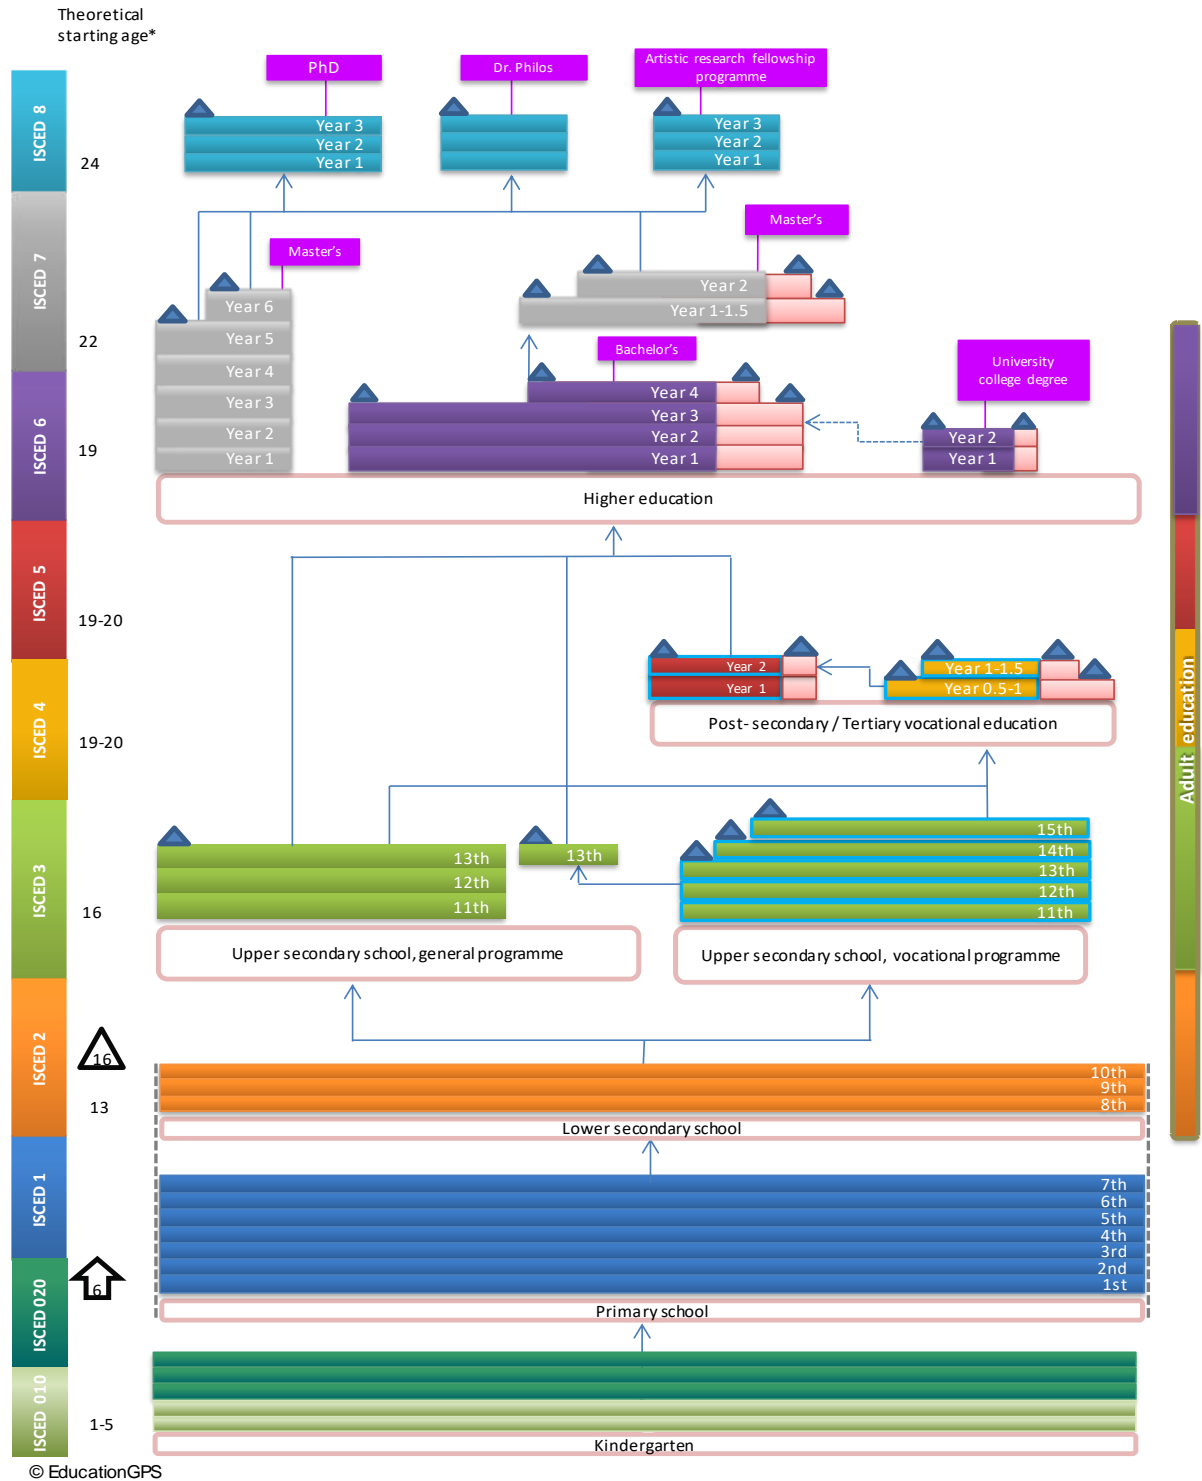 Theoretical
starting age*
PhD
Dr. Philos
Artistic research fellowship
programme
ISCED 8
24
Year 3
Year 2
Year 1
Year 3
Year 2
Year 1
ISCED 7
22
Master's
Master's
Year 6
Year 5
Year 4
Year 3
Year 2
Year 1
Year 2
Year 1-1.5
ISCED 6
19
Bachelor's
Year 4
Year 3
Year 2
Year 1
University
college degree
Year 2
Year 1
Higher education
ISCED 5
19-20
Year 2
Year 1
Year 1-1.5
Year 0.5-1
Post- secondary / Tertiary vocational education
ISCED 4
19-20
Adult education
ISCED 3
16
13th
12th
11th
13th
15th
14th
13th
12th
11th
Upper secondary school, general programme
Upper secondary school, vocational programme
ISCED 2
16
13
10th
9th
8th
Lower secondary school
ISCED 1
7th
6th
5th
4th
3rd
2nd
1st
6
Primary school
ISCED 020
ISCED 010
1-5
Kindergarten
© EducationGPS